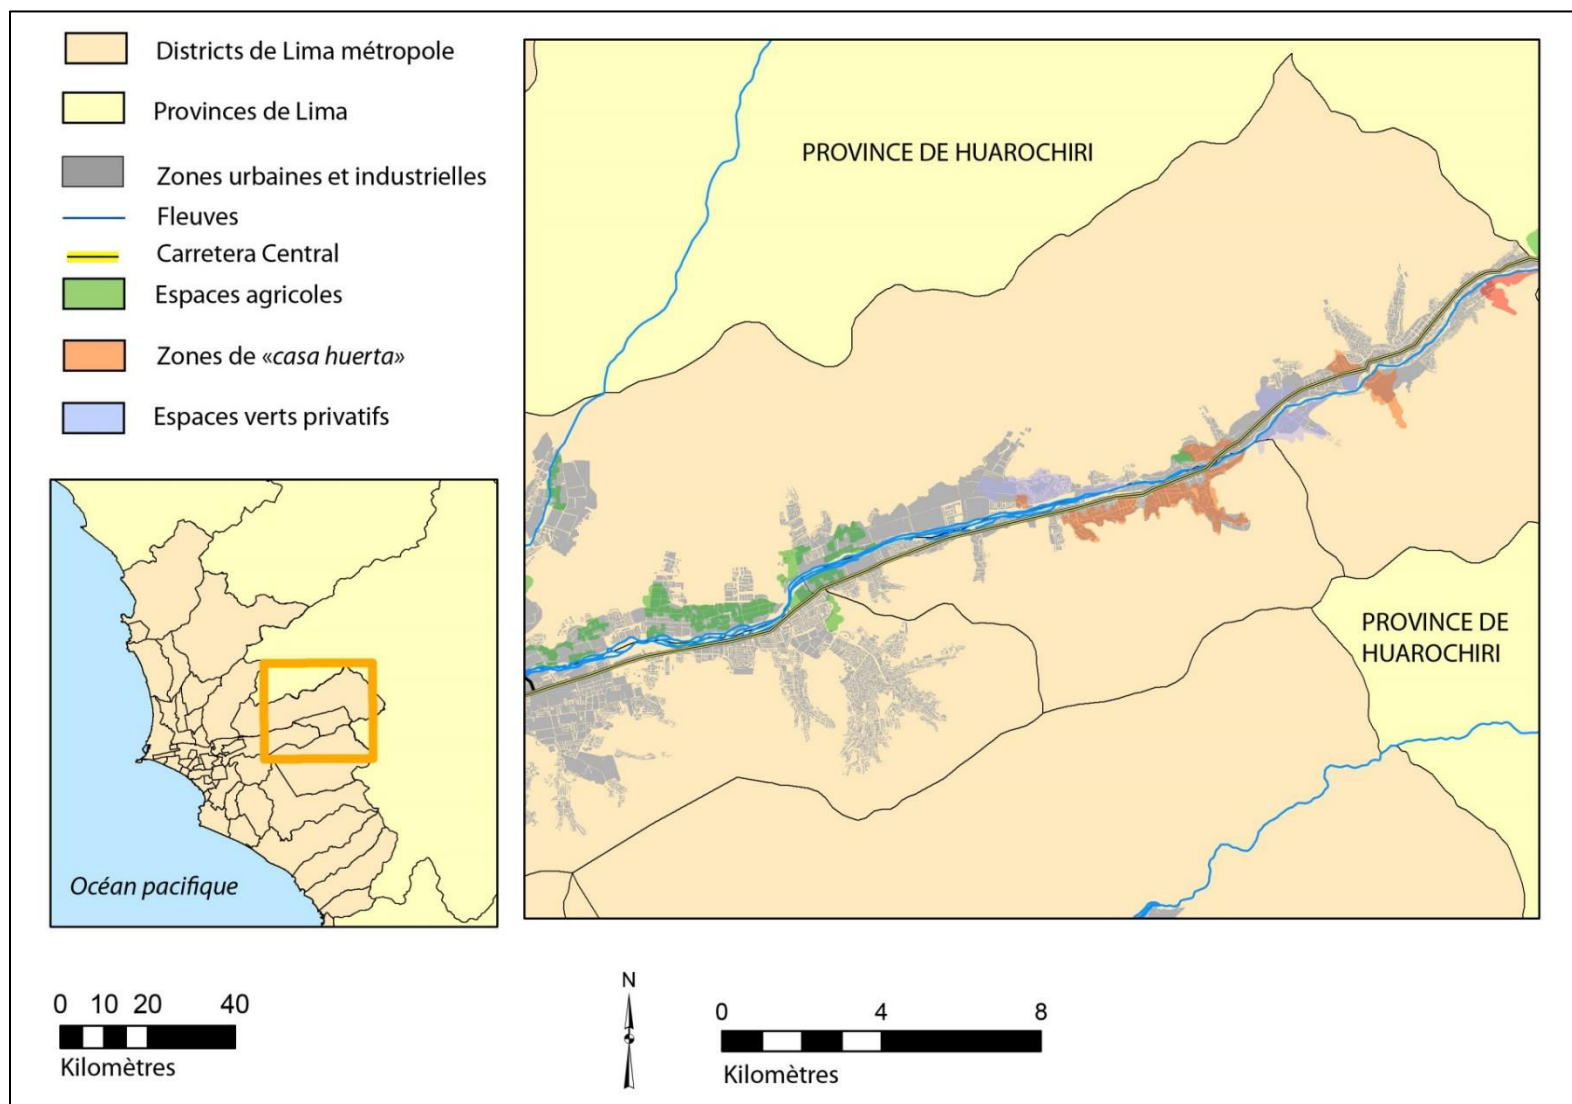 Districts de Lima métropole
Provinces de Lima
Zones urbaines et industrielles
Fleuves
Carretera Central
Espaces agricoles
Zones de «casa huerta»
Espaces verts privatifs
PROVINCE DE HUAROCHIRI
PROVINCE DE
HUAROCHIRI
Océan pacifique
0 10 20 40
Kilomètres
N
0 4 8
Kilomètres